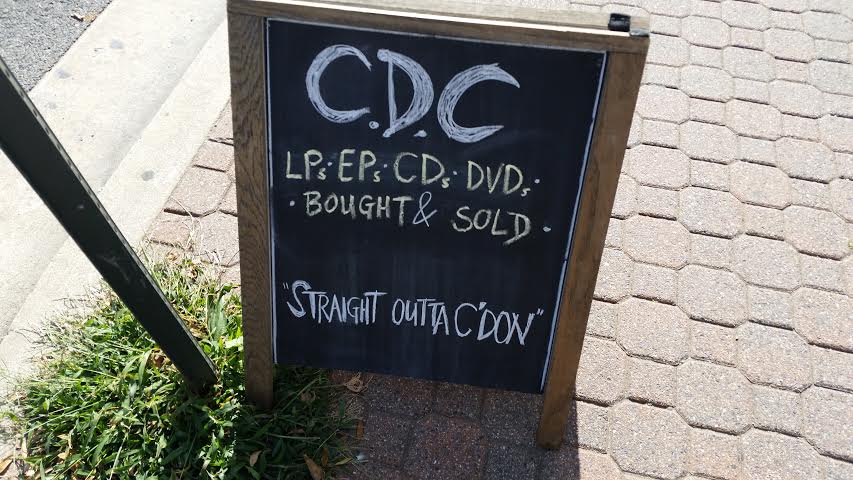 C.D.C
LPs·EPs·CDs·DVDs·
·BOUGHT & SOLD·
"STRAIGHT OUTTA C'DON"